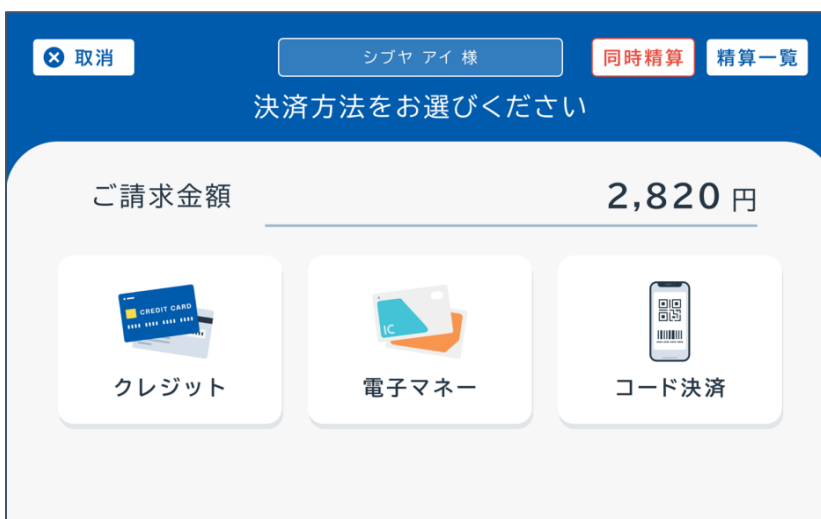 取消
シブヤ アイ 様
同時精算
精算一覧
決済方法をお選びください
ご請求金額
2,820 円
CREDIT CARD
IC
クレジット
電子マネー
コード決済